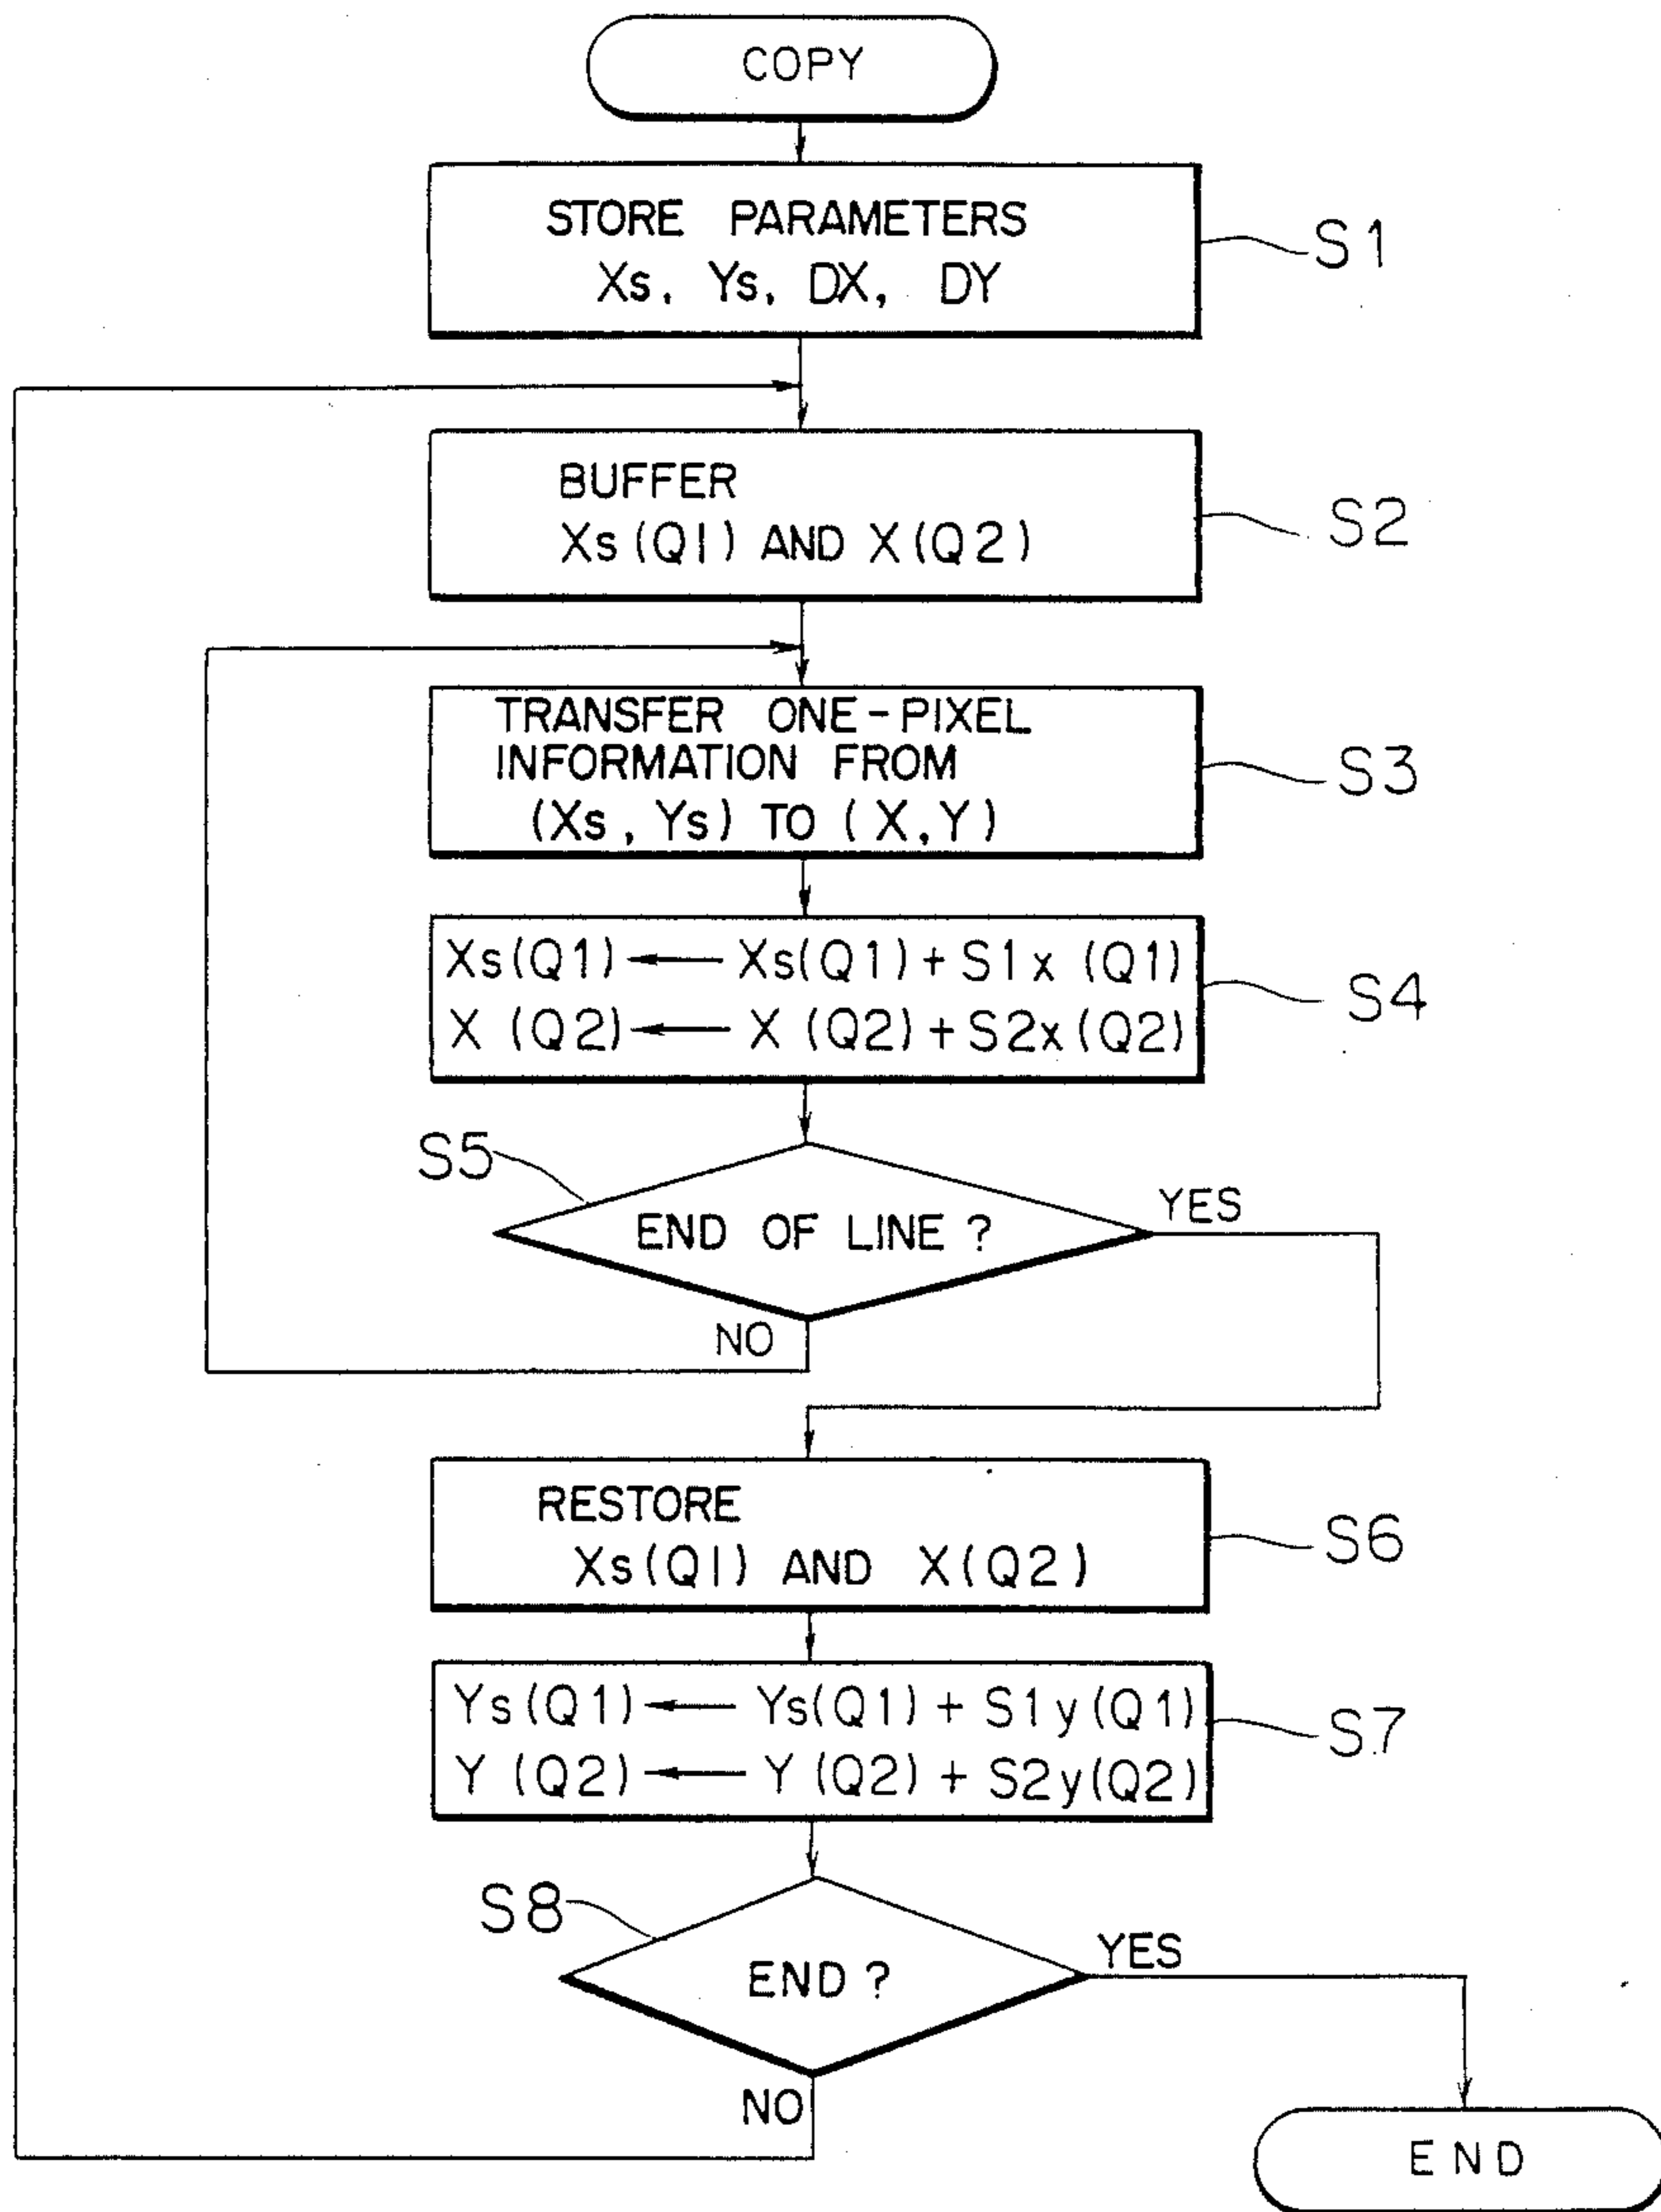 COPY
STORE PARAMETERS
Xs, Ys, DX, DY
S1
BUFFER
Xs(Q1) AND X(Q2)
S2
TRANSFER ONE-PIXEL
INFORMATION FROM
(Xs, Ys) TO (X, Y)
S3
Xs(Q1) ← Xs(Q1) + S1x (Q1)
X (Q2) ← X (Q2) + S2x (Q2)
S4
S5
END OF LINE ?
YES
NO
RESTORE
Xs(Q1) AND X(Q2)
S6
Ys(Q1) ← Ys(Q1) + S1y(Q1)
Y (Q2) ← Y (Q2) + S2y(Q2)
S7
S8
END ?
YES
NO
END